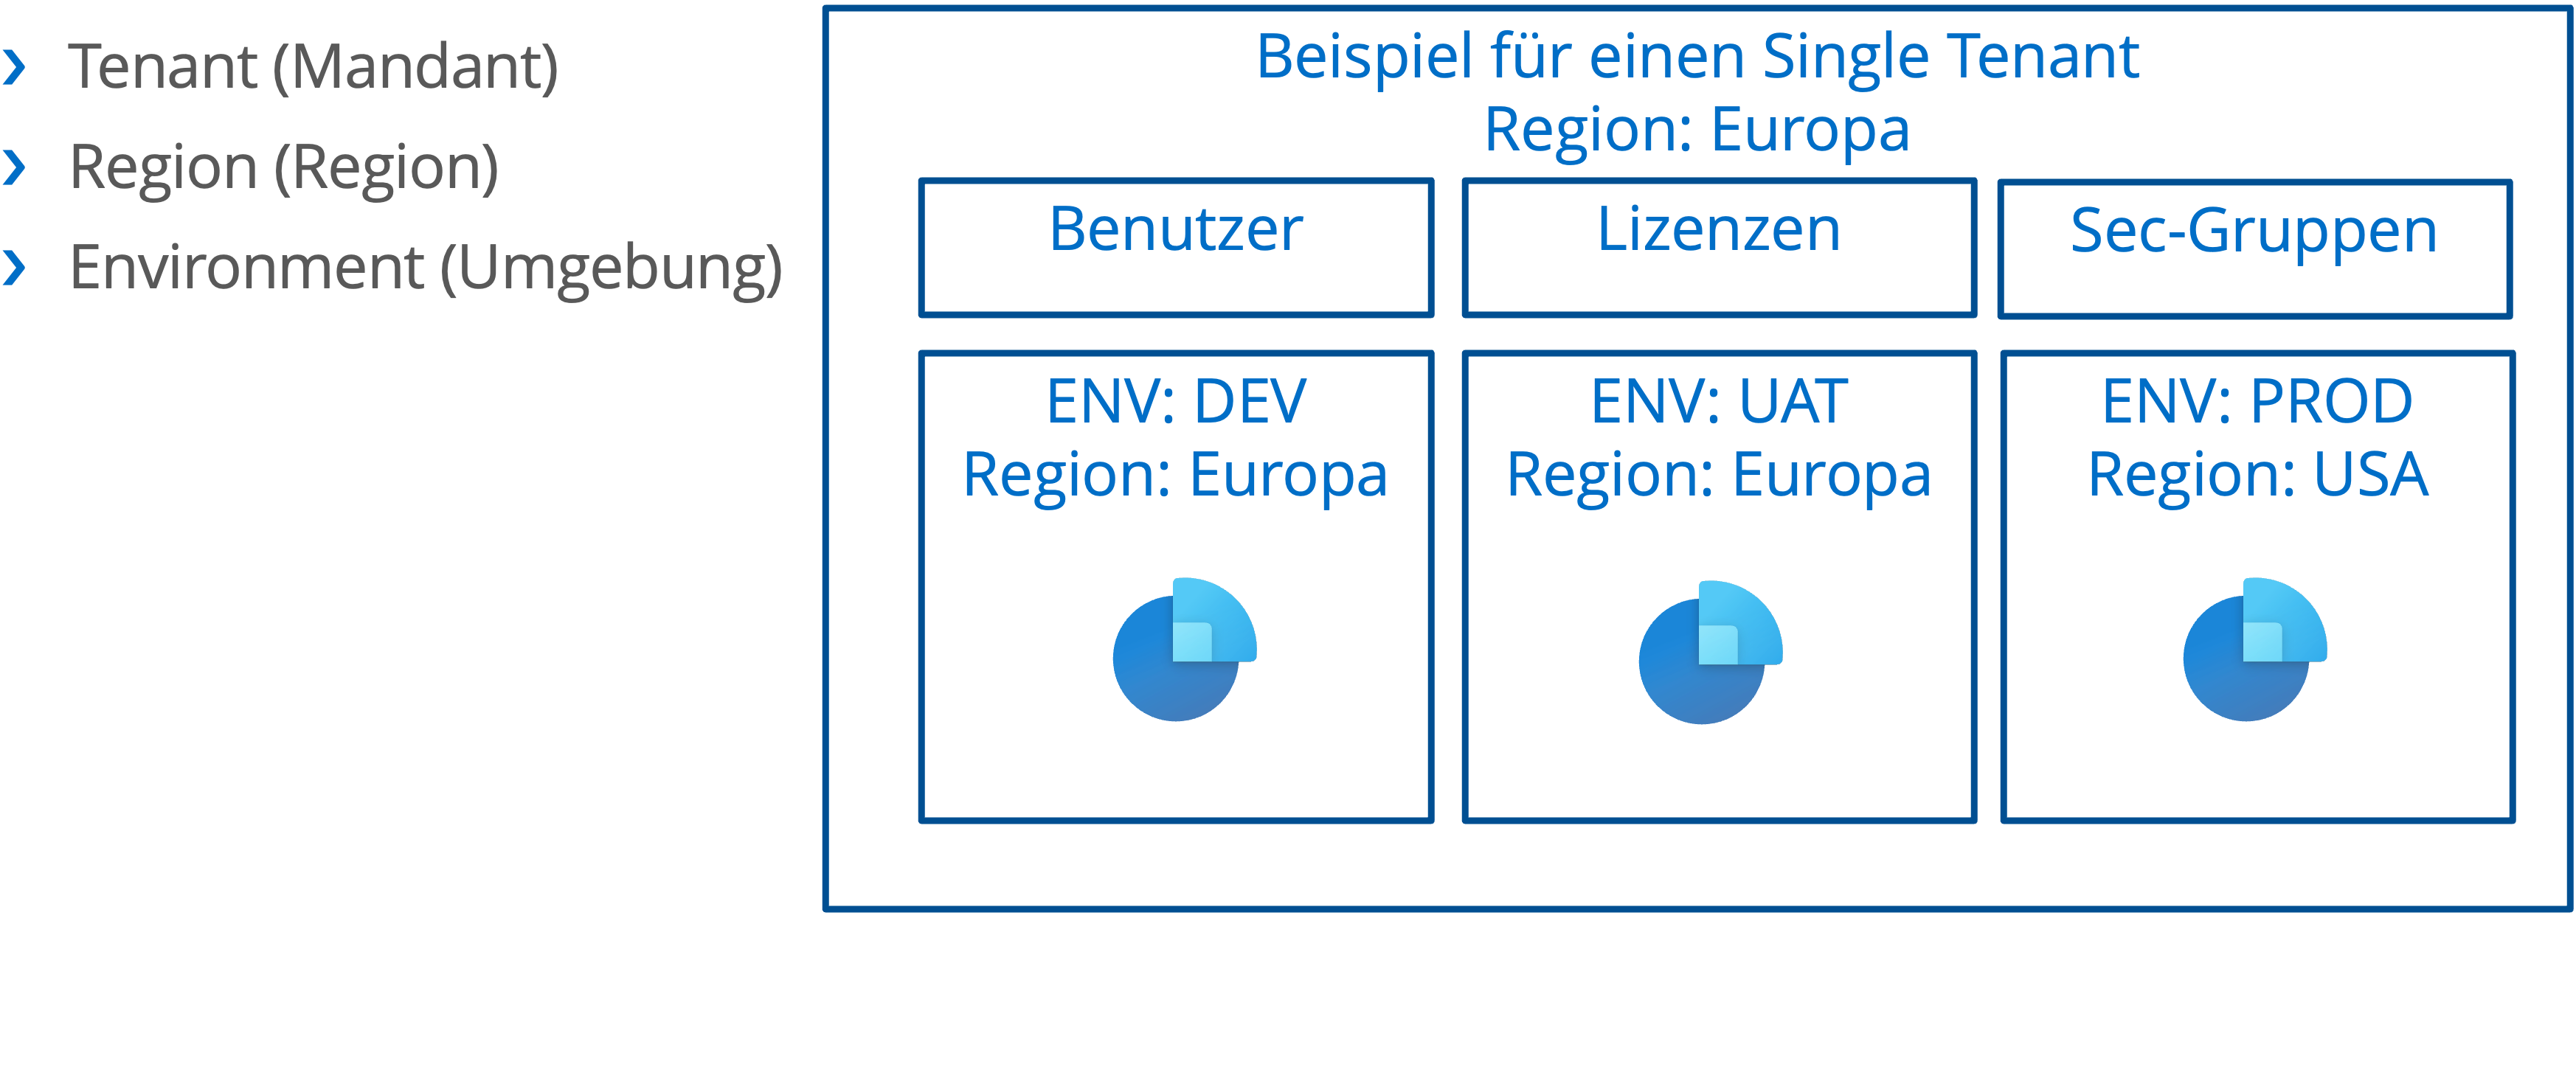 Tenant (Mandant)
Region (Region)
Environment (Umgebung)
Beispiel für einen Single Tenant
Region: Europa
Benutzer
Lizenzen
Sec-Gruppen
ENV: DEV
Region: Europa
ENV: UAT
Region: Europa
ENV: PROD
Region: USA